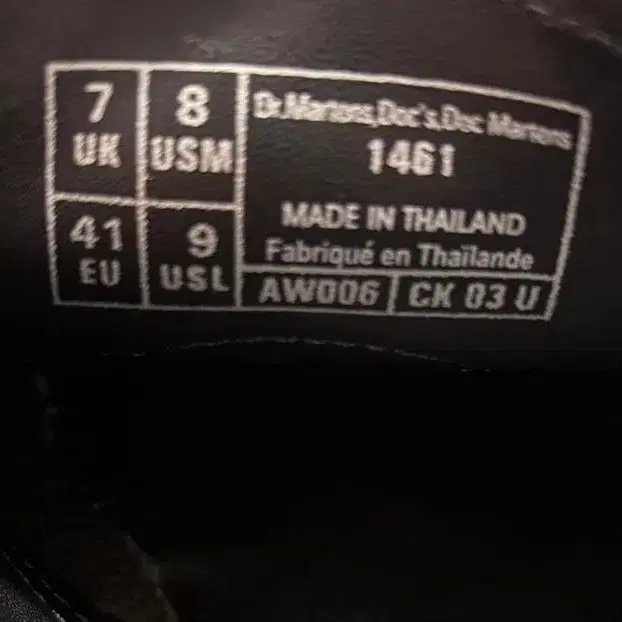 7 UK
8 USM
41 EU
9 USL
Dr.Martens,Doc's,Doc Martens
1461
MADE IN THAILAND
Fabriqué en Thaïlande
AW006 CK 03 U